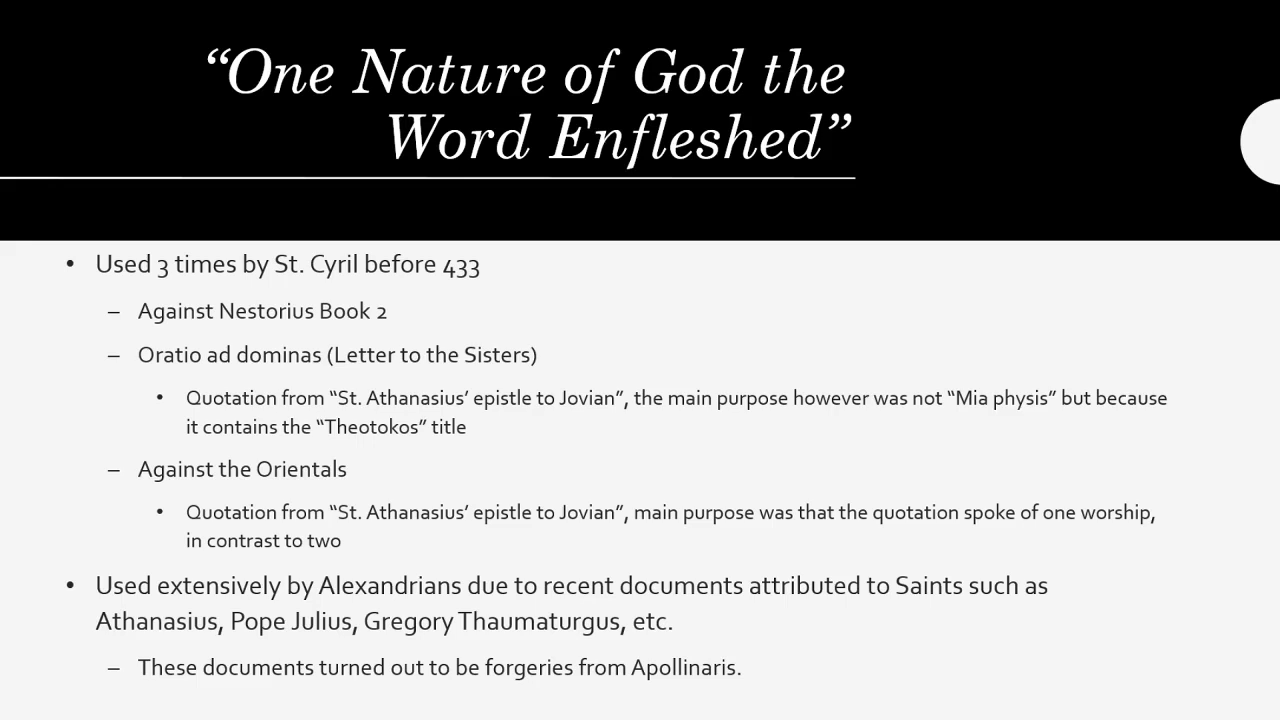 “One Nature of God the
Word Enfleshed”
• Used 3 times by St. Cyril before 433
– Against Nestorius Book 2
– Oratio ad dominas (Letter to the Sisters)
• Quotation from “St. Athanasius’ epistle to Jovian”, the main purpose however was not “Mia physis” but because
it contains the “Theotokos” title
– Against the Orientals
• Quotation from “St. Athanasius’ epistle to Jovian”, main purpose was that the quotation spoke of one worship,
in contrast to two
• Used extensively by Alexandrians due to recent documents attributed to Saints such as
Athanasius, Pope Julius, Gregory Thaumaturgus, etc.
– These documents turned out to be forgeries from Apollinaris.